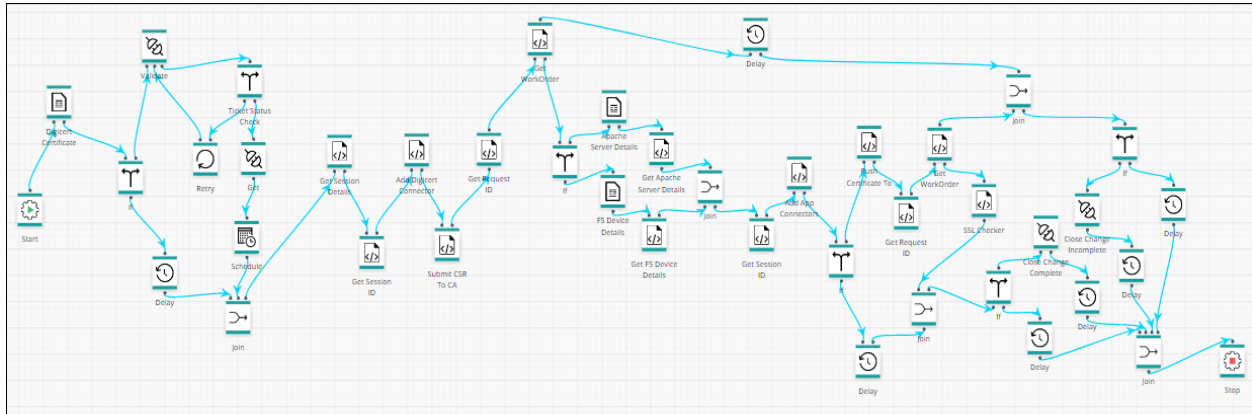 Start
Digicert
Certificate
If
Validate
Ticket Status
Check
Retry
Get
Schedule
Delay
Join
Get Session
Details
Get Session
ID
Add Digicert
Connector
Submit CSR
To CA
Get Request
ID
Get
WorkOrder
Delay
If
Apache
Server Details
F5 Device
Details
Get Apache
Server Details
Get F5 Device
Details
Join
Get Session
ID
Add App
Connectors
If
Push
Certificate To
Get Request
ID
Get
WorkOrder
SSL Checker
Delay
Join
If
Join
If
Close Change
Complete
Close Change
Incomplete
Delay
Delay
Delay
Delay
Join
Stop